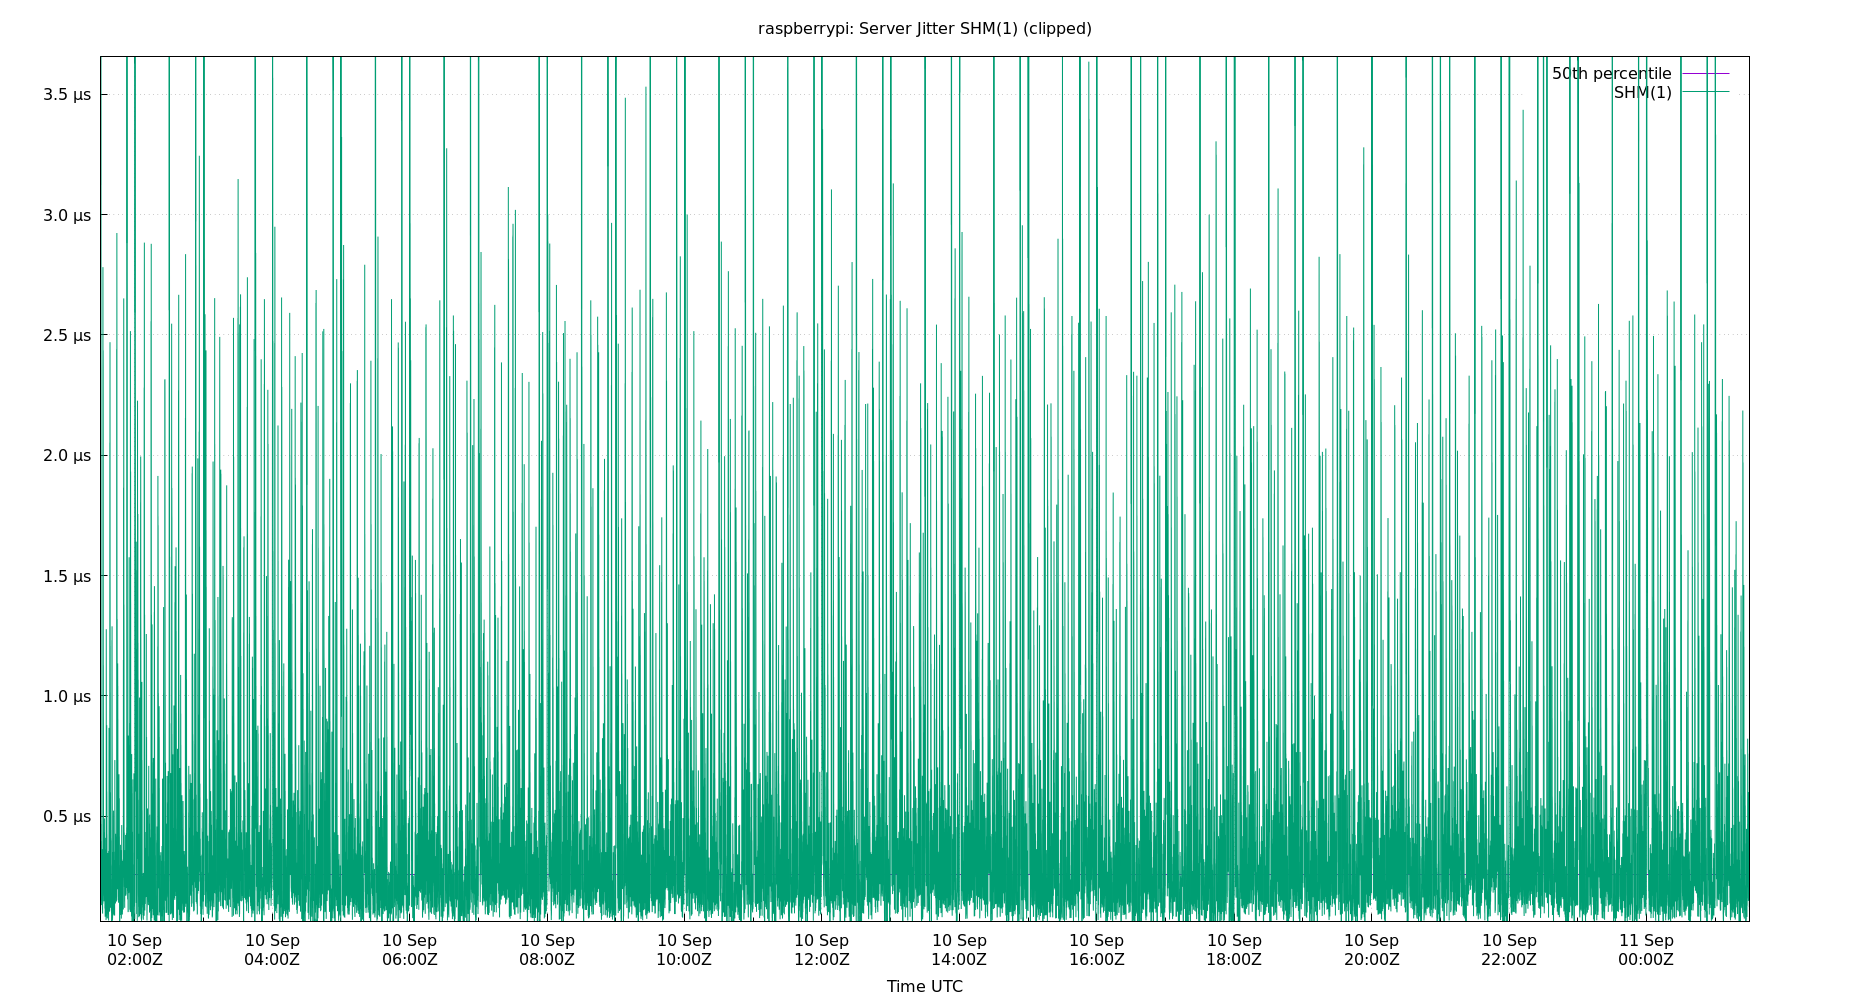 raspberrypi: Server Jitter SHM(1) (clipped)
50th percentile
SHM(1)
3.5 µs
3.0 µs
2.5 µs
2.0 µs
1.5 µs
1.0 µs
0.5 µs
10 Sep 10 Sep 10 Sep 10 Sep 10 Sep 10 Sep 10 Sep 10 Sep 10 Sep 10 Sep 10 Sep 11 Sep
02:00Z 04:00Z 06:00Z 08:00Z 10:00Z 12:00Z 14:00Z 16:00Z 18:00Z 20:00Z 22:00Z 00:00Z
Time UTC